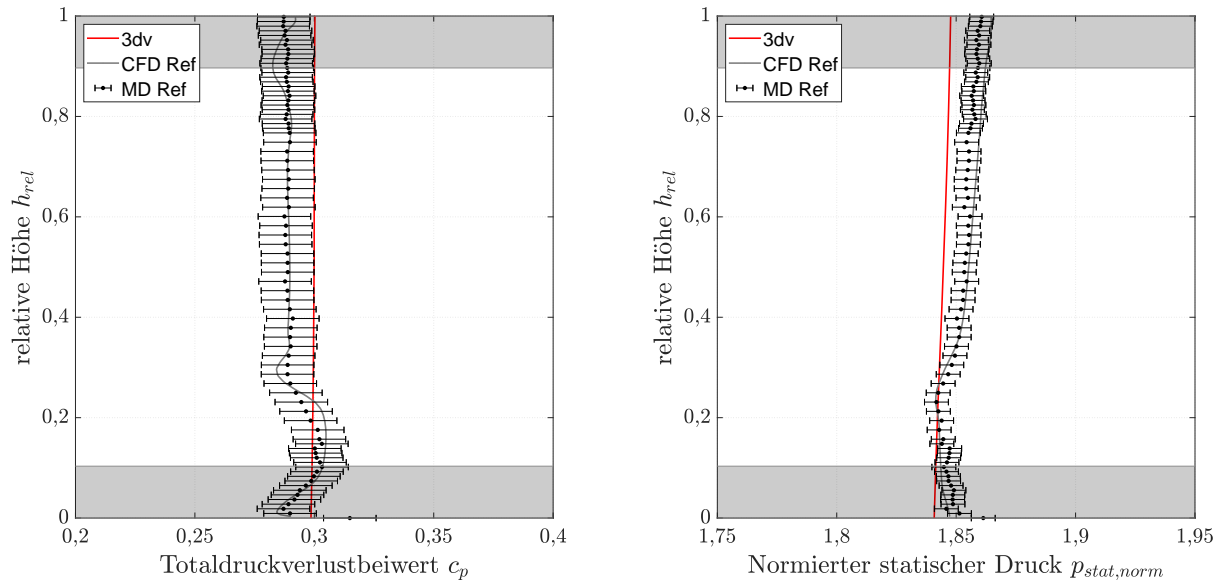 1
0,8
0,6
0,4
0,2
0
relative Höhe h_rel
3dv
CFD Ref
MD Ref
0,2 0,25 0,3 0,35 0,4
Totaldruckverlustbeiwert c_p
1
0,8
0,6
0,4
0,2
0
relative Höhe h_rel
3dv
CFD Ref
MD Ref
1,75 1,8 1,85 1,9 1,95
Normierter statischer Druck p_stat,norm